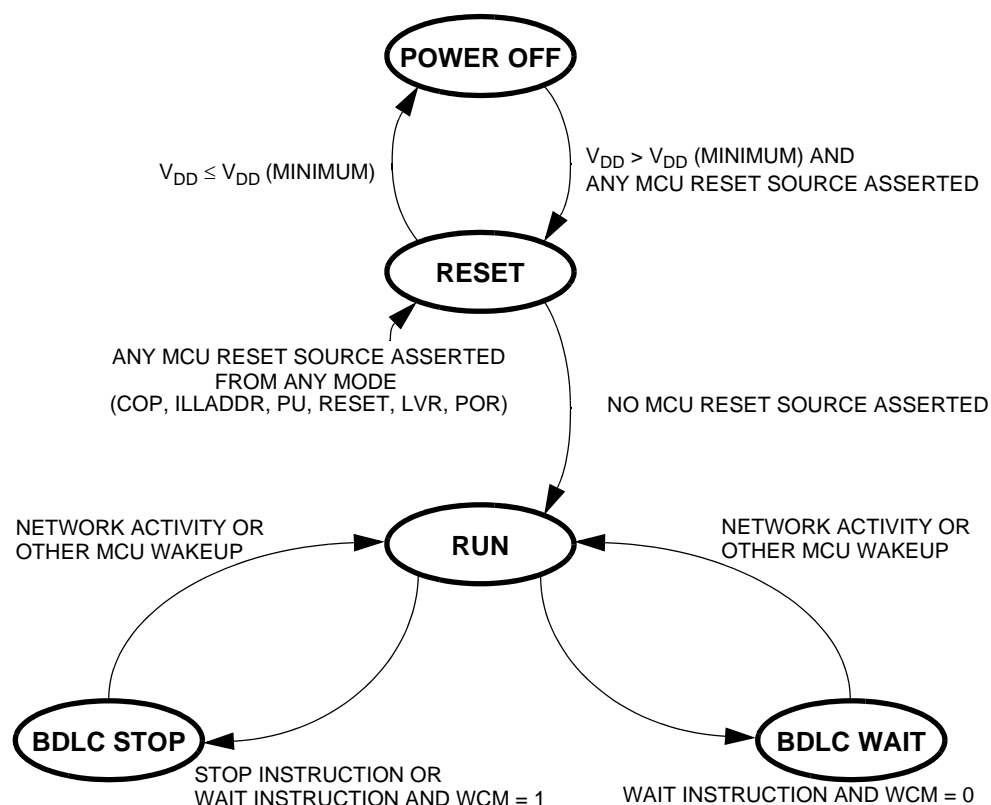 POWER OFF
V_DD ≤ V_DD (MINIMUM)
V_DD > V_DD (MINIMUM) AND
ANY MCU RESET SOURCE ASSERTED
RESET
ANY MCU RESET SOURCE ASSERTED
FROM ANY MODE
(COP, ILLADDR, PU, RESET, LVR, POR)
NO MCU RESET SOURCE ASSERTED
NETWORK ACTIVITY OR
OTHER MCU WAKEUP
RUN
NETWORK ACTIVITY OR
OTHER MCU WAKEUP
BDLC STOP
BDLC WAIT
STOP INSTRUCTION OR
WAIT INSTRUCTION AND WCM = 1
WAIT INSTRUCTION AND WCM = 0